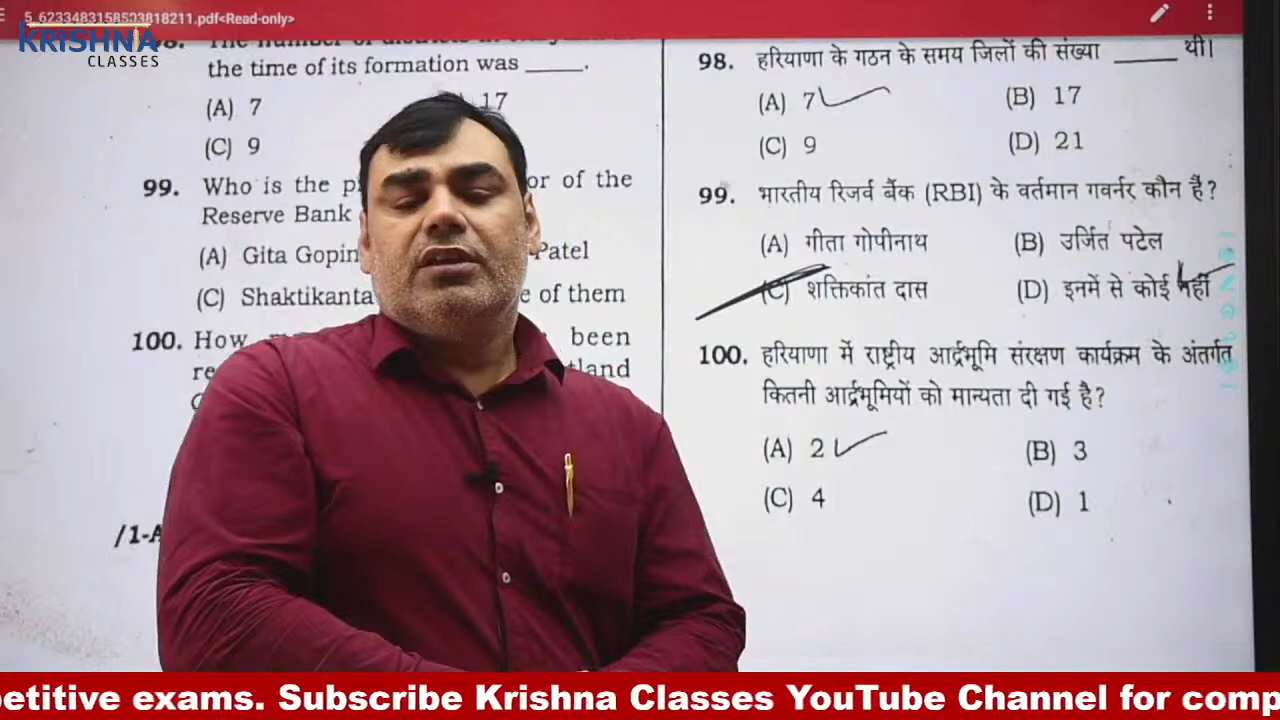 5_6233483158503818211.pdf<Read-only>
KRISHNA
CLASSES
the time of its formation was _____.
(A) 7
17
(C) 9
99. Who is the p
or of the
Reserve Bank
(A) Gita Gopin
Patel
(C) Shaktikanta
e of them
100. How
been
re
tland
/1-A
98. हरियाणा के गठन के समय जिलों की संख्या _____ थी।
(A) 7
(B) 17
(C) 9
(D) 21
99. भारतीय रिजर्व बैंक (RBI) के वर्तमान गवर्नर कौन हैं?
(A) गीता गोपीनाथ
(B) उर्जित पटेल
(C) शक्तिकांत दास
(D) इनमें से कोई नहीं
100. हरियाणा में राष्ट्रीय आर्द्रभूमि संरक्षण कार्यक्रम के अंतर्गत
कितनी आर्द्रभूमियों को मान्यता दी गई है?
(A) 2
(B) 3
(C) 4
(D) 1
petitive exams. Subscribe Krishna Classes YouTube Channel for comp